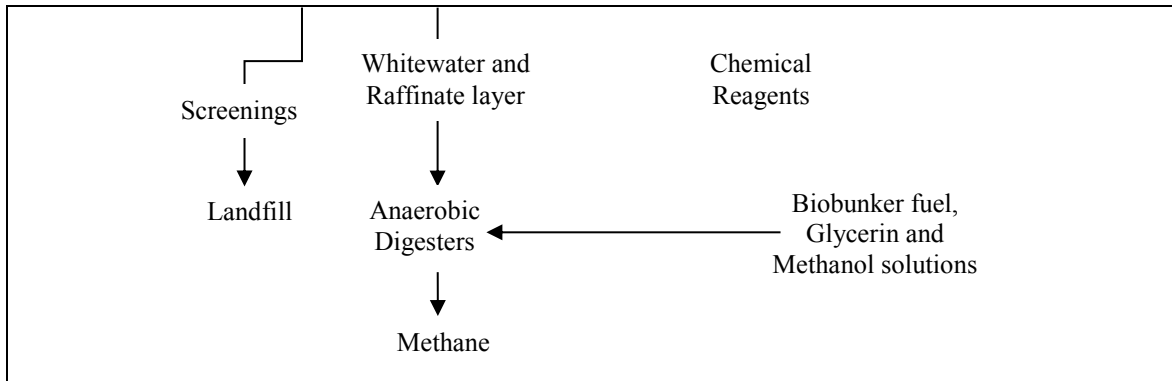 Whitewater and
Raffinate layer
Chemical
Reagents
Screenings
Landfill
Anaerobic
Digesters
Biobunker fuel,
Glycerin and
Methanol solutions
Methane